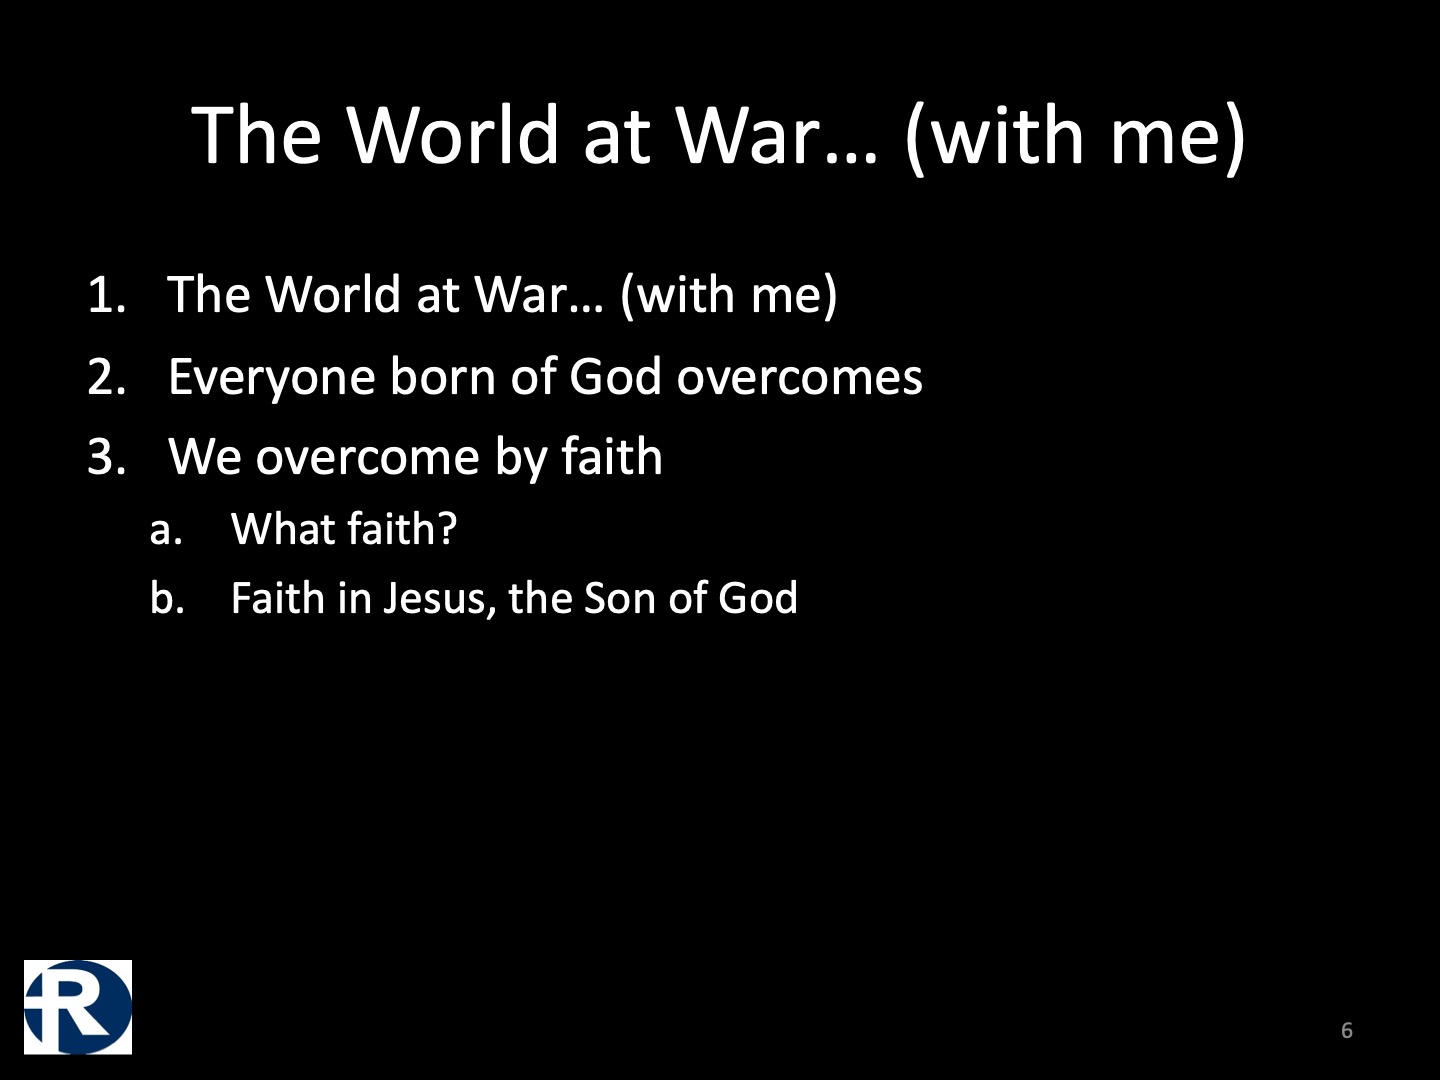 The World at War... (with me)
1. The World at War... (with me)
2. Everyone born of God overcomes
3. We overcome by faith
a. What faith?
b. Faith in Jesus, the Son of God
R
6